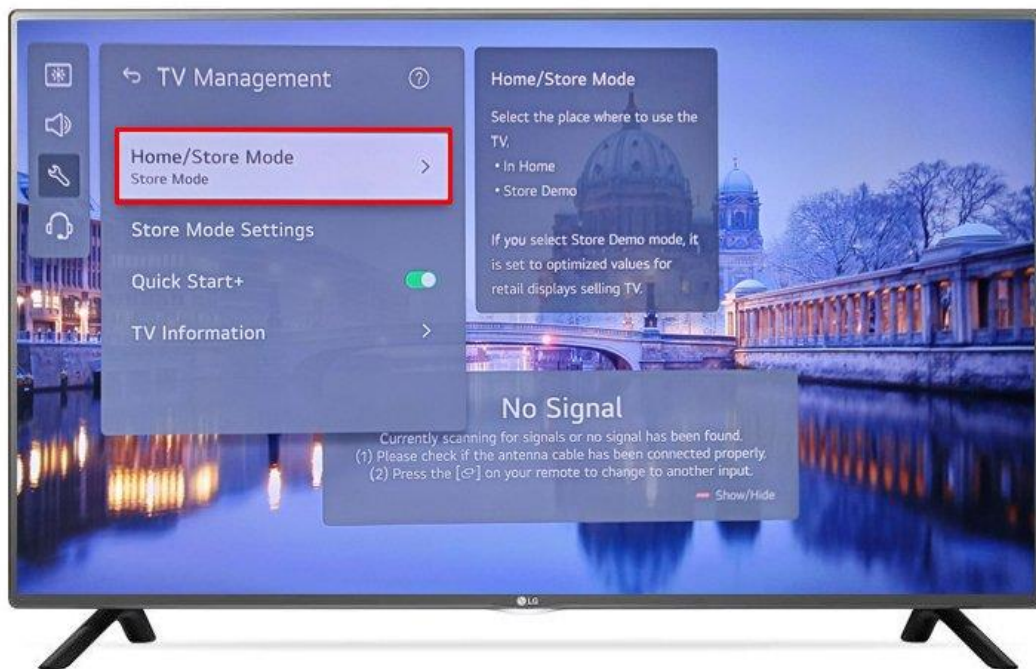 TV Management
Home/Store Mode
Store Mode
Store Mode Settings
Quick Start+
TV Information
Home/Store Mode
Select the place where to use the
TV.
• In Home
• Store Demo
If you select Store Demo mode, it
is set to optimized values for
retail displays selling TV.
No Signal
Currently scanning for signals or no signal has been found.
(1) Please check if the antenna cable has been connected properly.
(2) Press the [⏎] on your remote to change to another input.
Show/Hide
LG